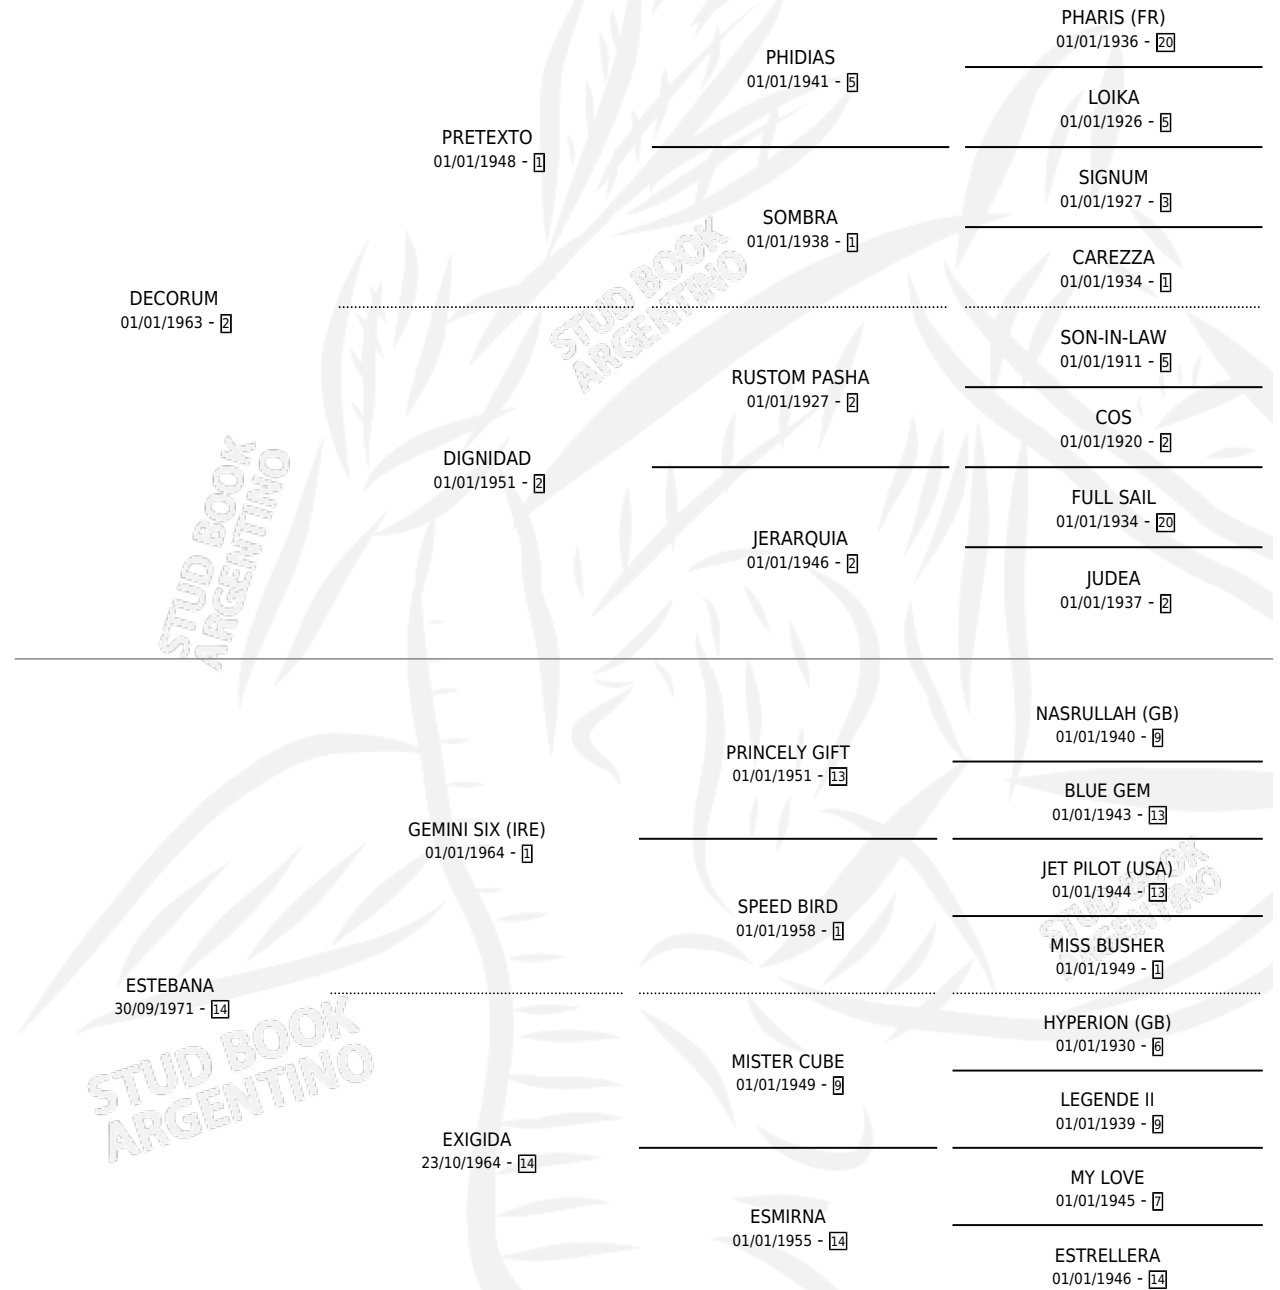 PHARIS (FR)
01/01/1936 - 20
PHIDIAS
01/01/1941 - 5
LOIKA
01/01/1926 - 5
PRETEXTO
01/01/1948 - 1
SIGNUM
01/01/1927 - 3
SOMBRA
01/01/1938 - 1
CAREZZA
01/01/1934 - 1
DECORUM
01/01/1963 - 2
SON-IN-LAW
01/01/1911 - 5
RUSTOM PASHA
01/01/1927 - 2
COS
01/01/1920 - 2
DIGNIDAD
01/01/1951 - 2
FULL SAIL
01/01/1934 - 20
JERARQUIA
01/01/1946 - 2
JUDEA
01/01/1937 - 2
NASRULLAH (GB)
01/01/1940 - 9
PRINCELY GIFT
01/01/1951 - 13
BLUE GEM
01/01/1943 - 13
GEMINI SIX (IRE)
01/01/1964 - 1
JET PILOT (USA)
01/01/1944 - 13
SPEED BIRD
01/01/1958 - 1
MISS BUSHER
01/01/1949 - 1
ESTEBANA
30/09/1971 - 14
HYPERION (GB)
01/01/1930 - 6
MISTER CUBE
01/01/1949 - 9
LEGENDE II
01/01/1939 - 9
EXIGIDA
23/10/1964 - 14
MY LOVE
01/01/1945 - 7
ESMIRNA
01/01/1955 - 14
ESTRELLERA
01/01/1946 - 14
STUD BOOK
ARGENTINO
STUD BOOK
ARGENTINO
STUD BOOK
ARGENTINO
STUD BOOK
ARGENTINO